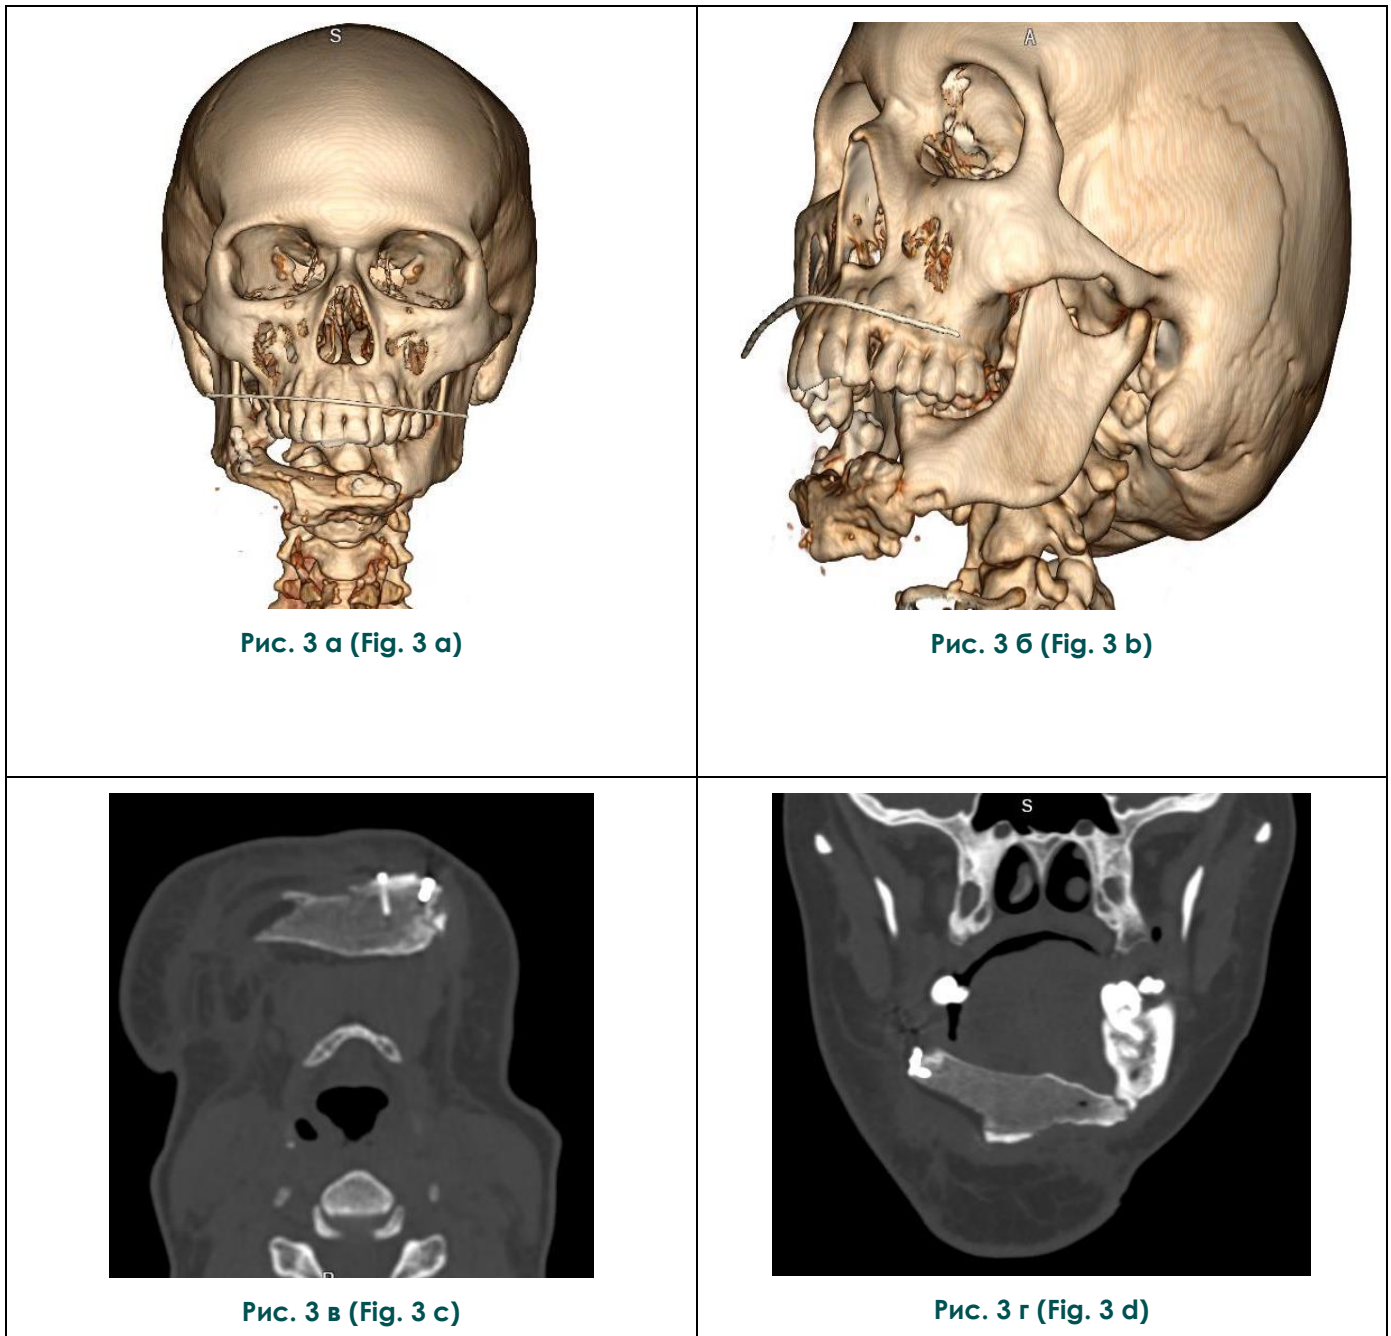 S
A
Рис. 3 а (Fig. 3 a)
Рис. 3 б (Fig. 3 b)
S
Рис. 3 в (Fig. 3 c)
Рис. 3 г (Fig. 3 d)